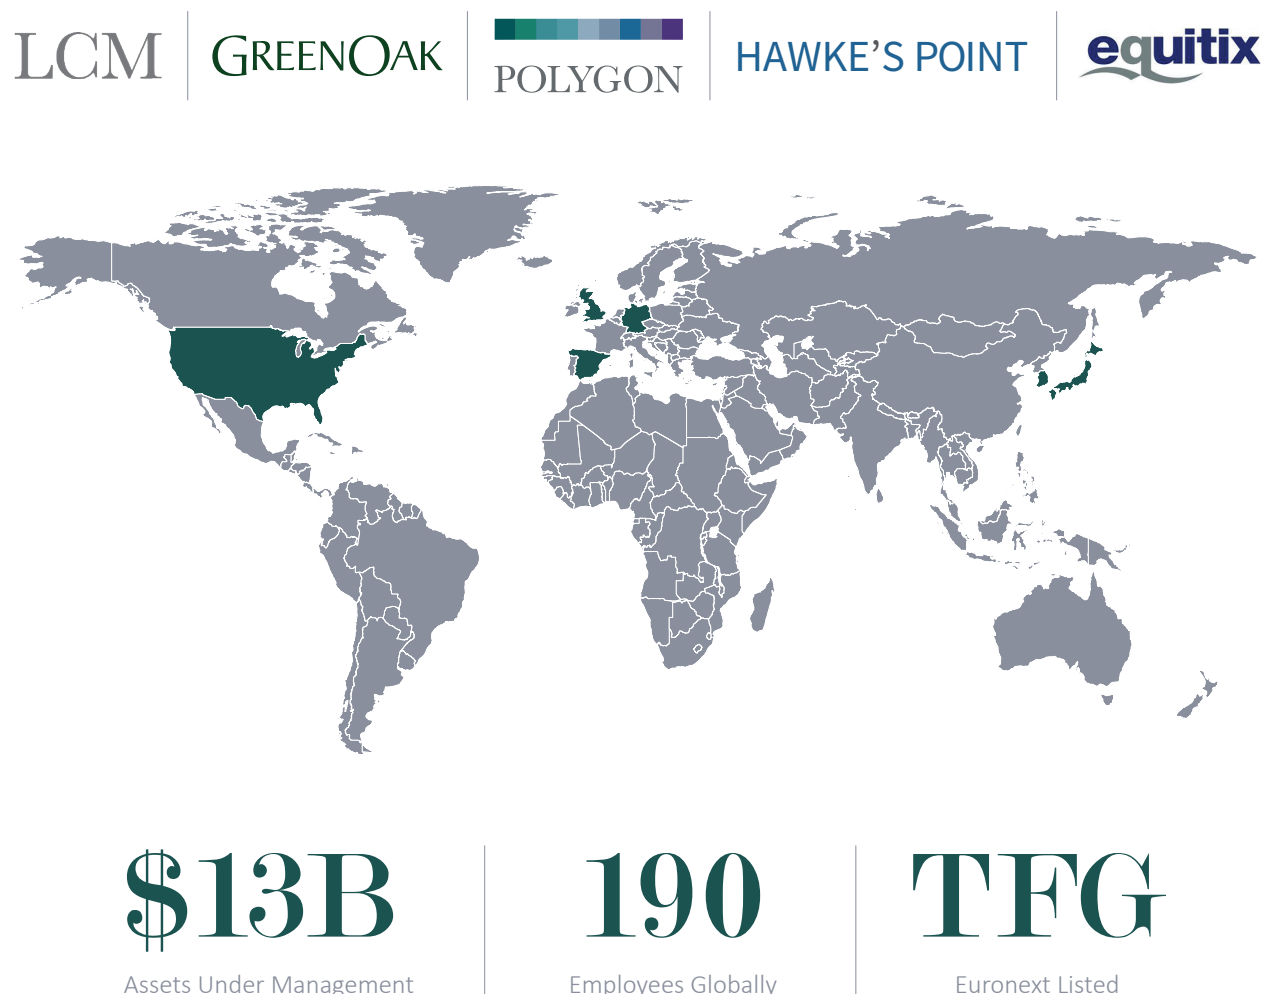 LCM
GREENOAK
POLYGON
HAWKE'S POINT
equitix
$13B
190
TFG
Assets Under Management
Employees Globally
Euronext Listed